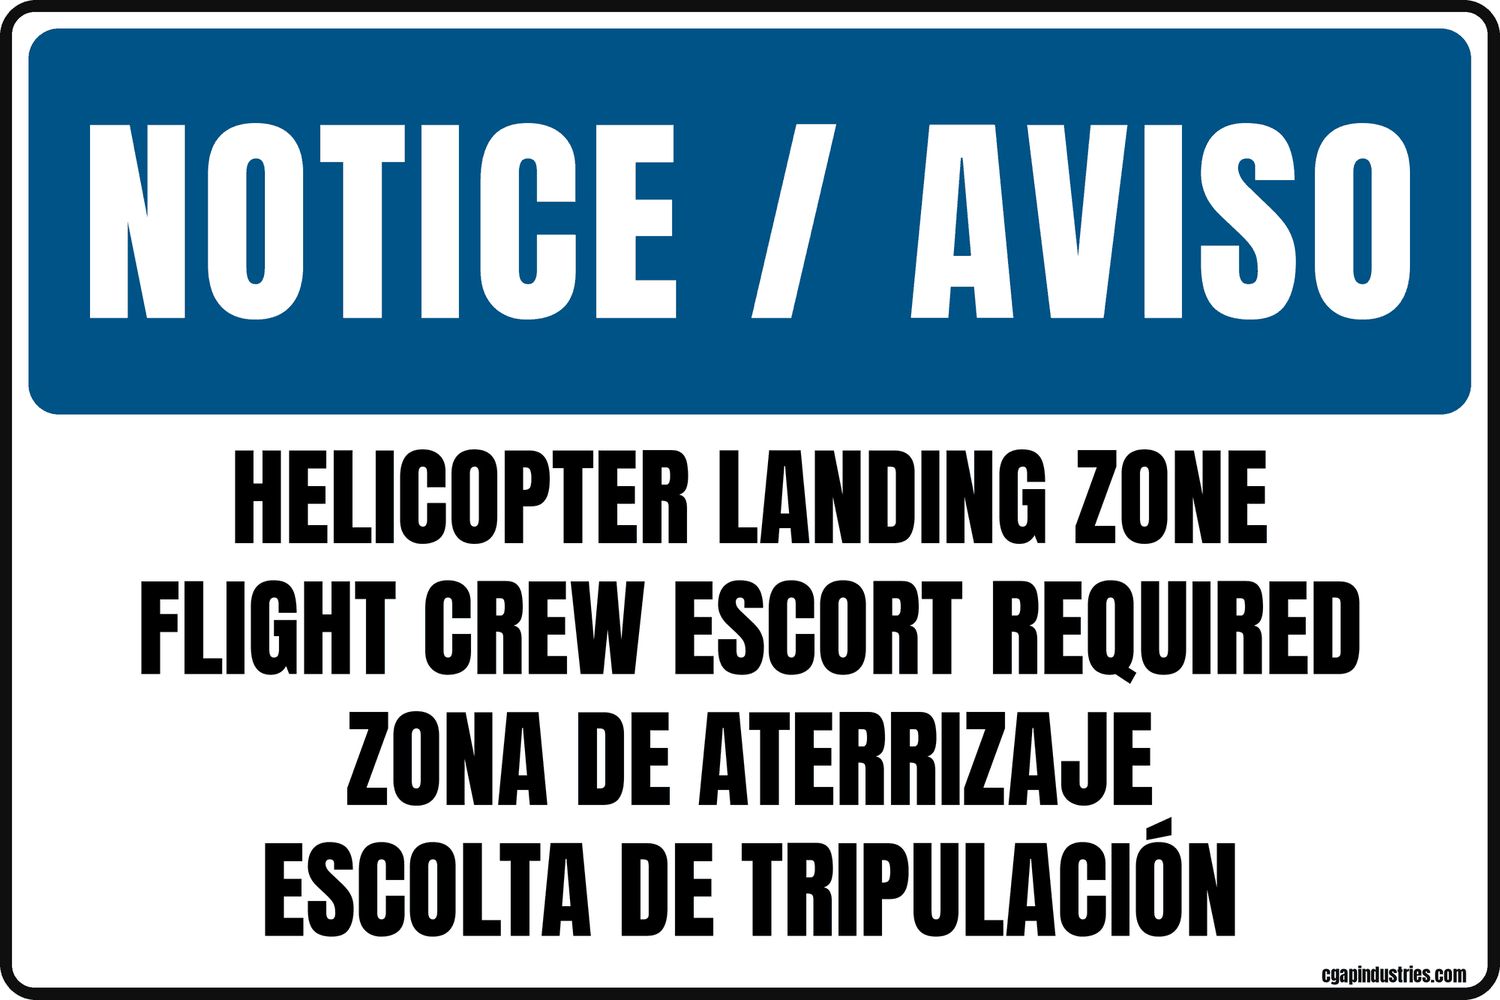 NOTICE / AVISO
HELICOPTER LANDING ZONE
FLIGHT CREW ESCORT REQUIRED
ZONA DE ATERRIZAJE
ESCOLTA DE TRIPULACIÓN
cgapindustries.com